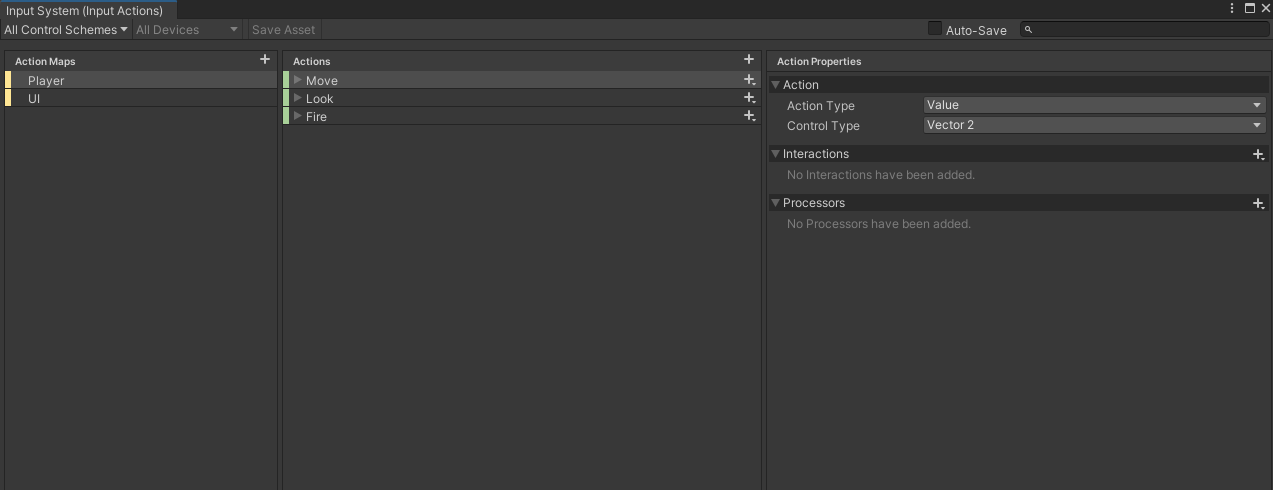 Input System (Input Actions)
All Control Schemes All Devices Save Asset Auto-Save
Action Maps
Player
UI
Actions
Move
Look
Fire
Action Properties
Action
Action Type Value
Control Type Vector 2
Interactions
No Interactions have been added.
Processors
No Processors have been added.